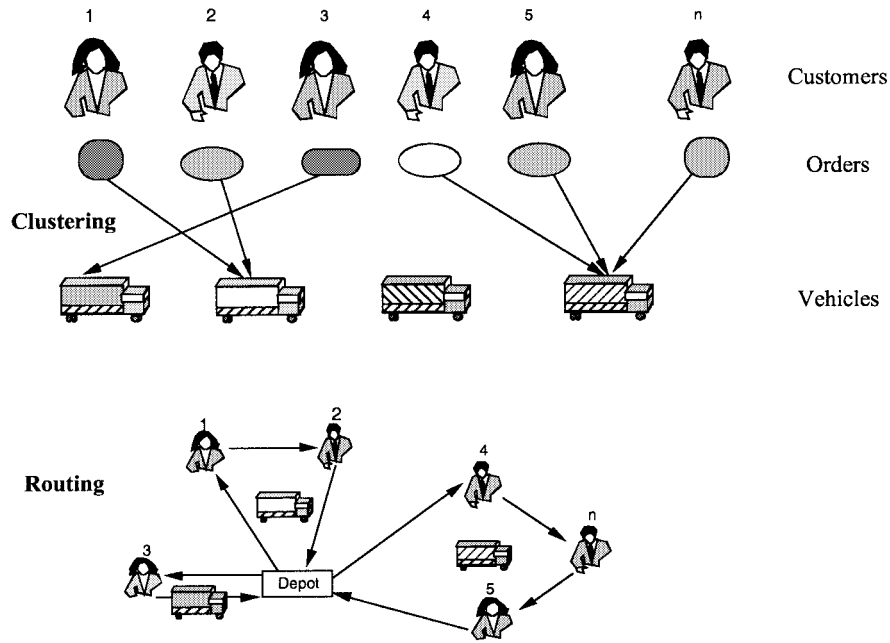 1 2 3 4 5 n
Customers
Orders
Clustering
Vehicles
Routing
1
2
4
n
3
Depot
5